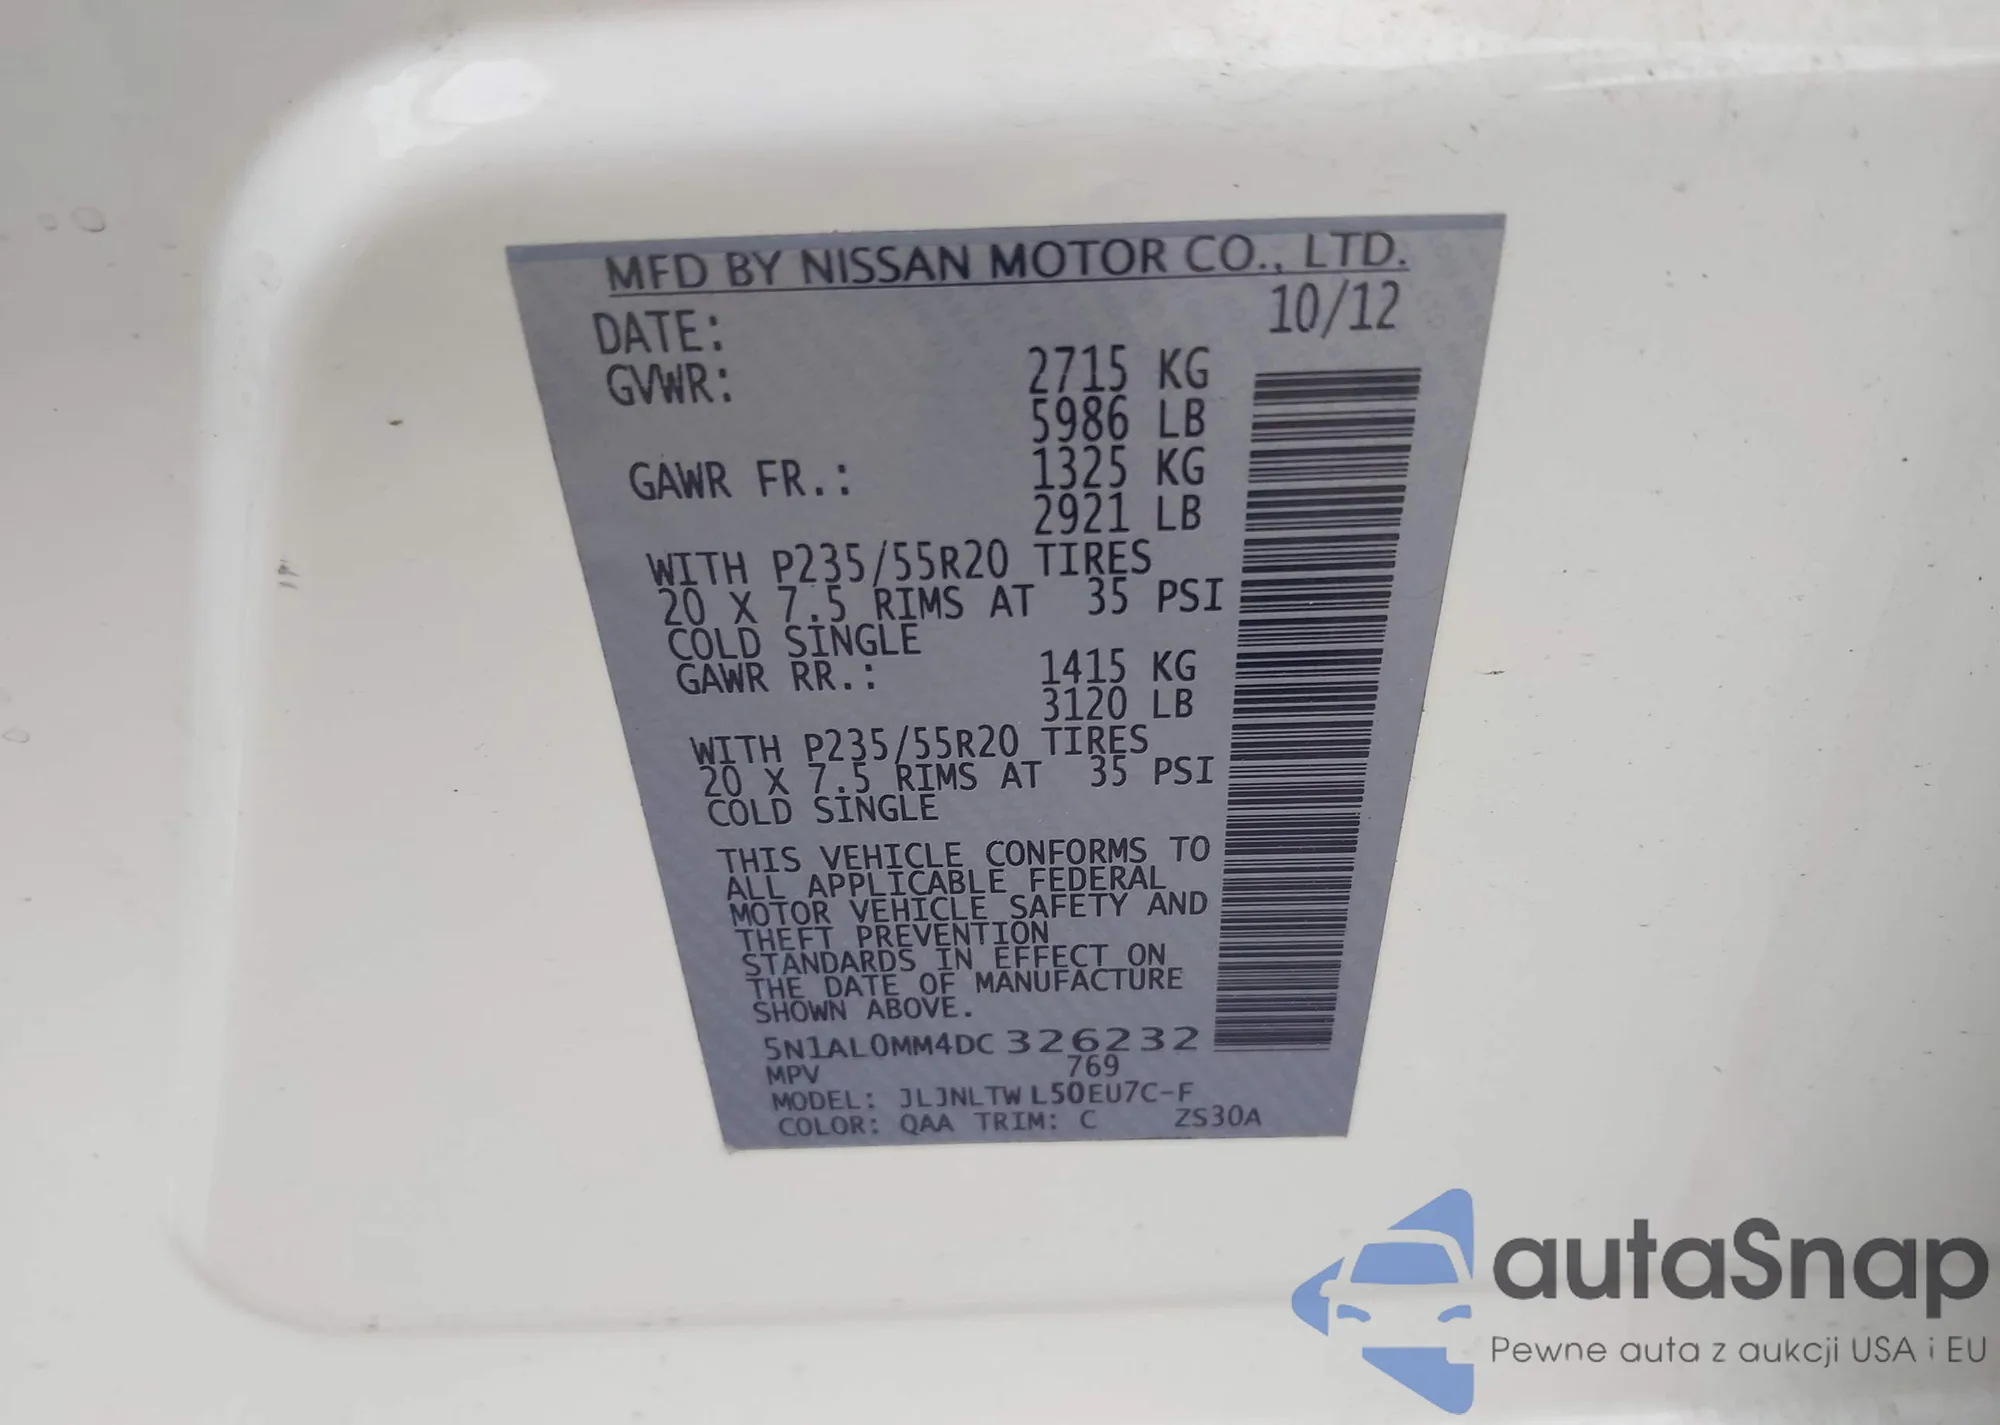 MFD BY NISSAN MOTOR CO., LTD.
DATE: 10/12
GVWR: 2715 KG
5986 LB
GAWR FR.: 1325 KG
2921 LB
WITH P235/55R20 TIRES
20 X 7.5 RIMS AT 35 PSI
COLD SINGLE
GAWR RR.: 1415 KG
3120 LB
WITH P235/55R20 TIRES
20 X 7.5 RIMS AT 35 PSI
COLD SINGLE
THIS VEHICLE CONFORMS TO
ALL APPLICABLE FEDERAL
MOTOR VEHICLE SAFETY AND
THEFT PREVENTION
STANDARDS IN EFFECT ON
THE DATE OF MANUFACTURE
SHOWN ABOVE.
5N1AL0MM4DC 326232
MPV 769
MODEL: JLJNLTW L50EU7C-F
COLOR: QAA TRIM: C ZS30A
autaSnap
Pewne auta z aukcji USA i EU